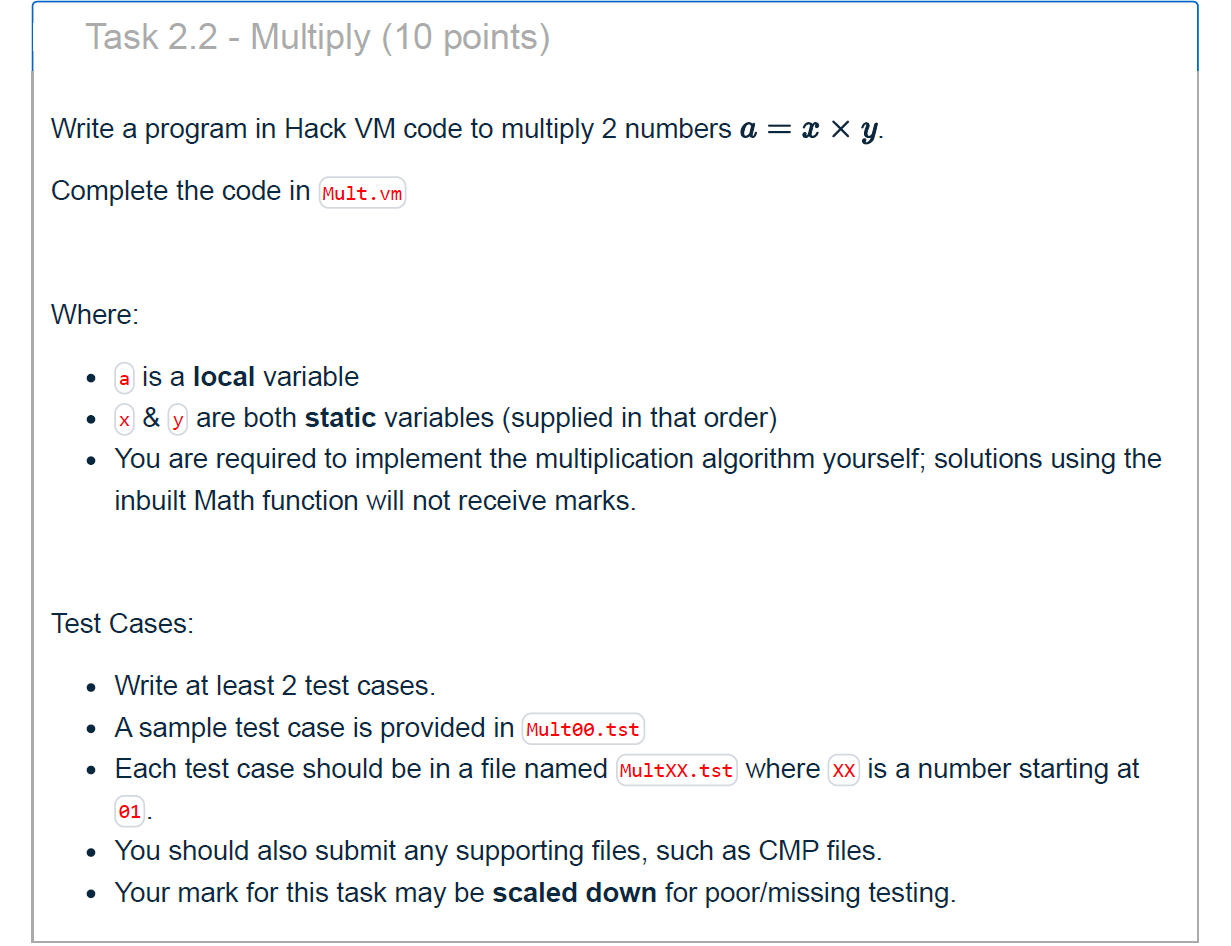 Task 2.2 - Multiply (10 points)
Write a program in Hack VM code to multiply 2 numbers a = x × y.
Complete the code in Mult.vm
Where:
• a is a local variable
• x & y are both static variables (supplied in that order)
• You are required to implement the multiplication algorithm yourself; solutions using the
inbuilt Math function will not receive marks.
Test Cases:
• Write at least 2 test cases.
• A sample test case is provided in Mult00.tst
• Each test case should be in a file named MultXX.tst where XX is a number starting at
01.
• You should also submit any supporting files, such as CMP files.
• Your mark for this task may be scaled down for poor/missing testing.